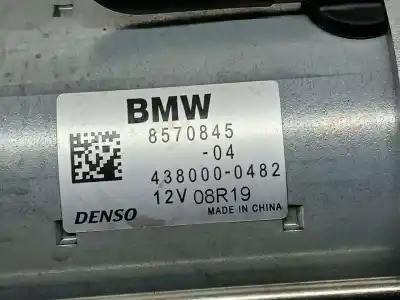 BMW
8570845
-04
438000-0482
12V 08R19
DENSO MADE IN CHINA